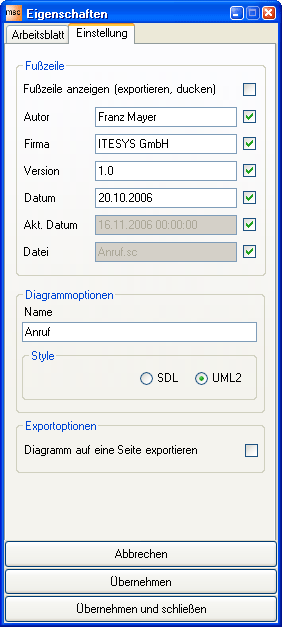 msc Eigenschaften
Arbeitsblatt Einstellung
Fußzeile
Fußzeile anzeigen (exportieren, ducken)
Autor Franz Mayer
Firma ITESYS GmbH
Version 1.0
Datum 20.10.2006
Akt. Datum 16.11.2006 00:00:00
Datei Anruf.sc
Diagrammoptionen
Name
Anruf
Style
SDL UML2
Exportoptionen
Diagramm auf eine Seite exportieren
Abbrechen
Übernehmen
Übernehmen und schließen